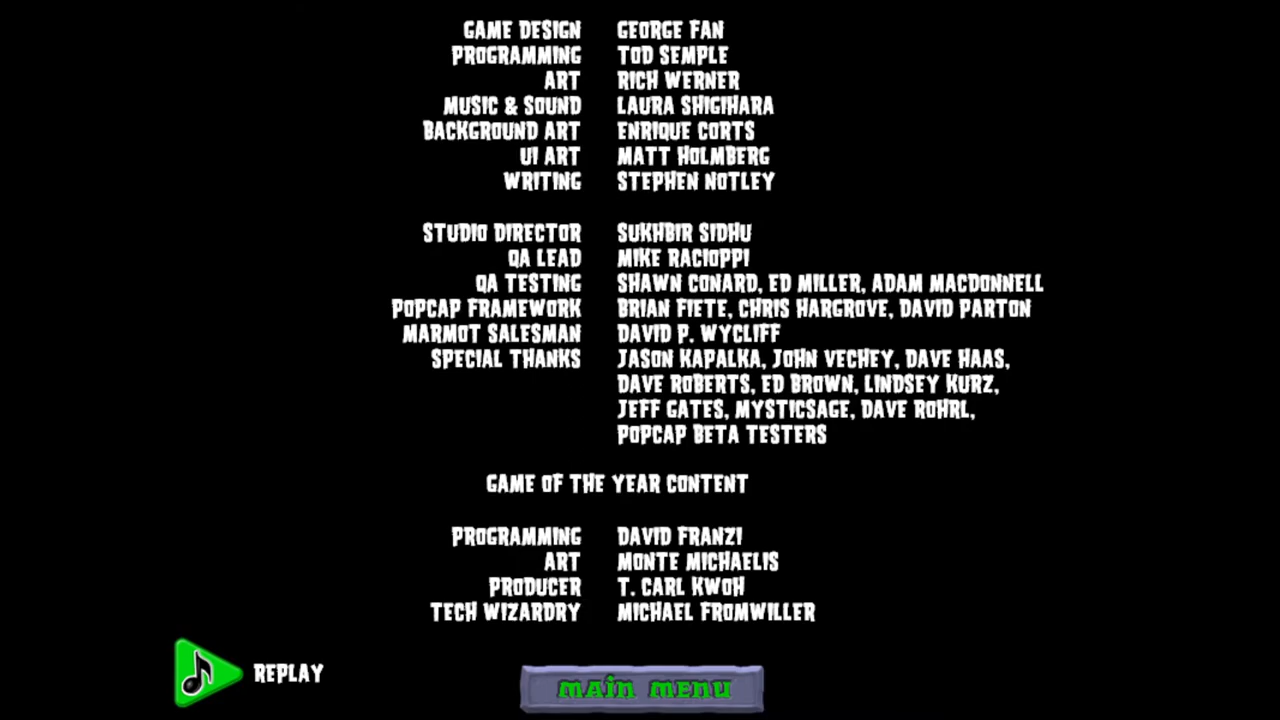 GAME DESIGN GEORGE FAN
PROGRAMMING TOD SEMPLE
ART RICH WERNER
MUSIC & SOUND LAURA SHIGIHARA
BACKGROUND ART ENRIQUE CORTS
UI ART MATT HOLMBERG
WRITING STEPHEN NOTLEY
STUDIO DIRECTOR SUKHBIR SIDHU
QA LEAD MIKE RACIOPPI
QA TESTING SHAWN CONARD, ED MILLER, ADAM MACDONNELL
POPCAP FRAMEWORK BRIAN FIETE, CHRIS HARGROVE, DAVID PARTON
MARMOT SALESMAN DAVID P. WYCLIFF
SPECIAL THANKS JASON KAPALKA, JOHN VECHEY, DAVE HAAS,
DAVE ROBERTS, ED BROWN, LINDSEY KURZ,
JEFF GATES, MYSTICSAGE, DAVE ROHRL,
POPCAP BETA TESTERS
GAME OF THE YEAR CONTENT
PROGRAMMING DAVID FRANZI
ART MONTE MICHAELIS
PRODUCER T. CARL KWOH
TECH WIZARDRY MICHAEL FROMWILLER
REPLAY
MAIN MENU